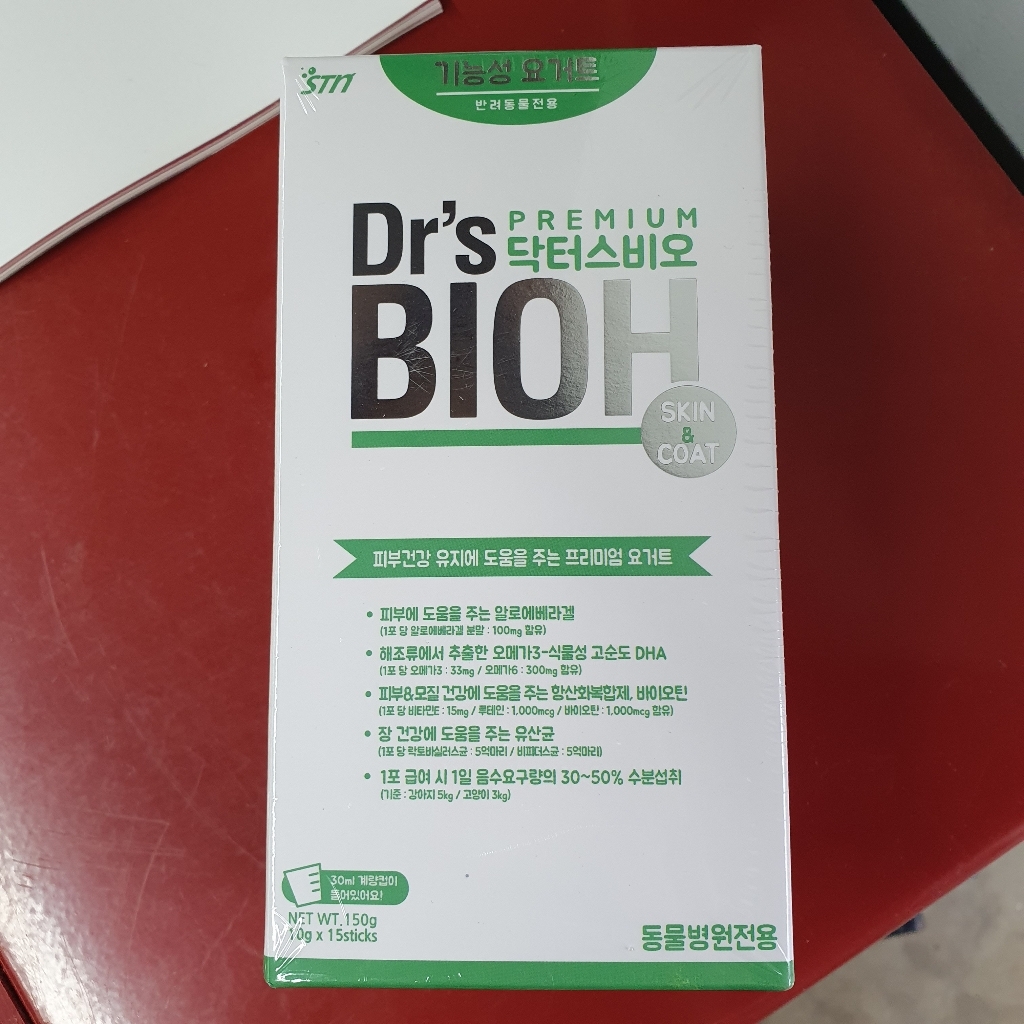 STN
기능성 요거트
반려동물전용
Dr's PREMIUM
닥터스비오
BIOH
SKIN
&
COAT
피부건강 유지에 도움을 주는 프리미엄 요거트
• 피부에 도움을 주는 알로에베라겔
(1포 당 알로에베라겔 분말 : 100mg 함유)
• 해조류에서 추출한 오메가3-식물성 고순도 DHA
(1포 당 오메가3 : 33mg / 오메가6 : 300mg 함유)
• 피부&모질 건강에 도움을 주는 항산화복합제, 바이오틴
(1포 당 비타민E : 15mg / 루테인 : 1,000mcg / 바이오틴 : 1,000mcg 함유)
• 장 건강에 도움을 주는 유산균
(1포 당 락토바실러스균 : 5억마리 / 비피더스균 : 5억마리)
• 1포 급여 시 1일 음수요구량의 30~50% 수분섭취
(기준 : 강아지 5kg / 고양이 3kg)
30ml 계량컵이
들어있어요!
NET WT.150g
10g x 15sticks
동물병원전용